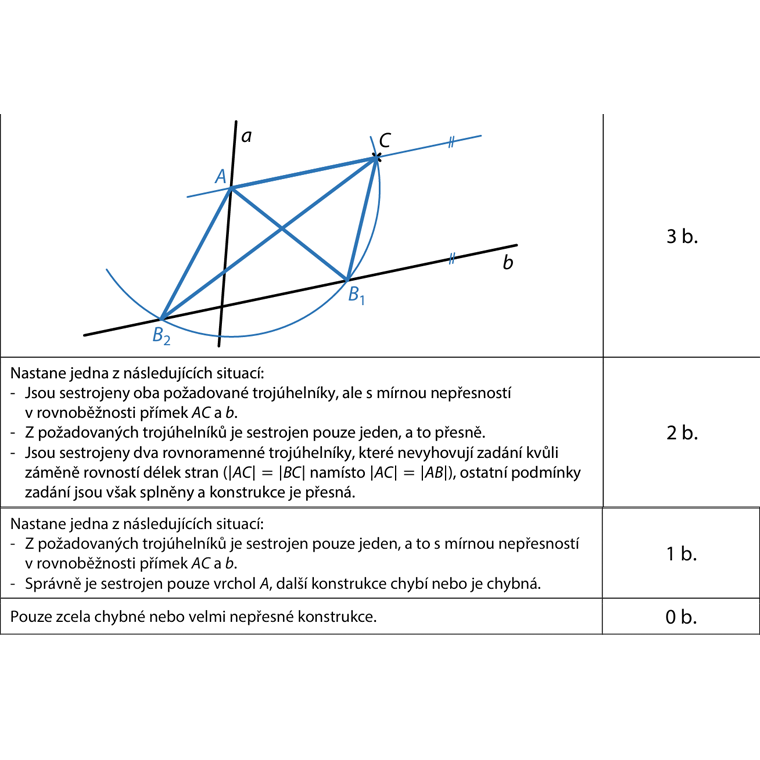 a
C
A
3 b.
b
B₁
B₂
Nastane jedna z následujících situací:
- Jsou sestrojeny oba požadované trojúhelníky, ale s mírnou nepřesností
v rovnoběžnosti přímek AC a b.
- Z požadovaných trojúhelníků je sestrojen pouze jeden, a to přesně.
2 b.
- Jsou sestrojeny dva rovnoramenné trojúhelníky, které nevyhovují zadání kvůli
záměně rovností délek stran (|AC| = |BC| namísto |AC| = |AB|), ostatní podmínky
zadání jsou však splněny a konstrukce je přesná.
Nastane jedna z následujících situací:
- Z požadovaných trojúhelníků je sestrojen pouze jeden, a to s mírnou nepřesností
v rovnoběžnosti přímek AC a b.
1 b.
- Správně je sestrojen pouze vrchol A, další konstrukce chybí nebo je chybná.
Pouze zcela chybné nebo velmi nepřesné konstrukce.
0 b.